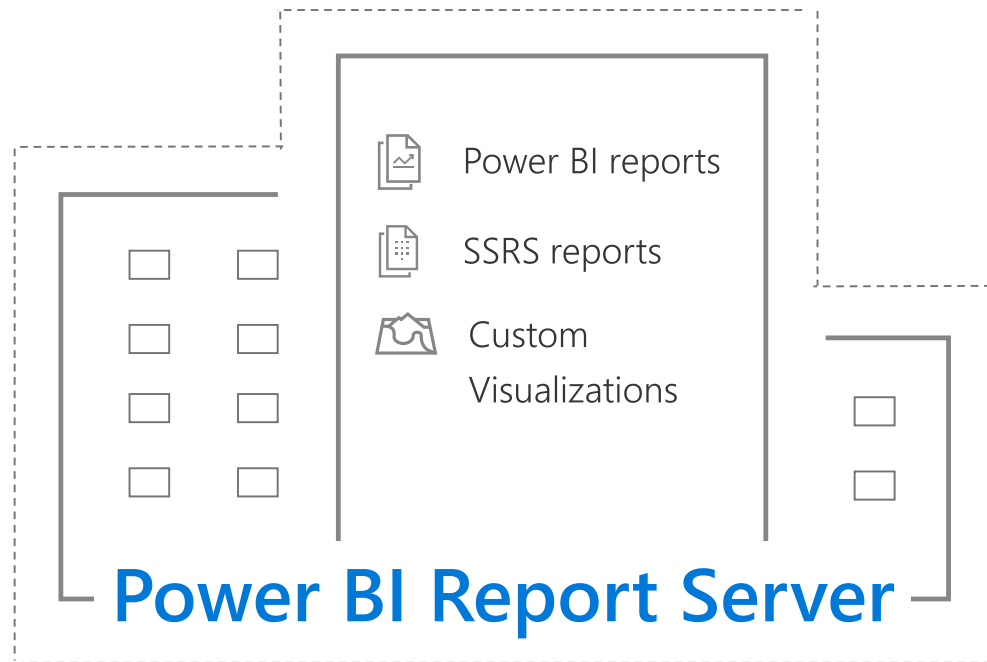 Power BI reports
SSRS reports
Custom
Visualizations
Power BI Report Server